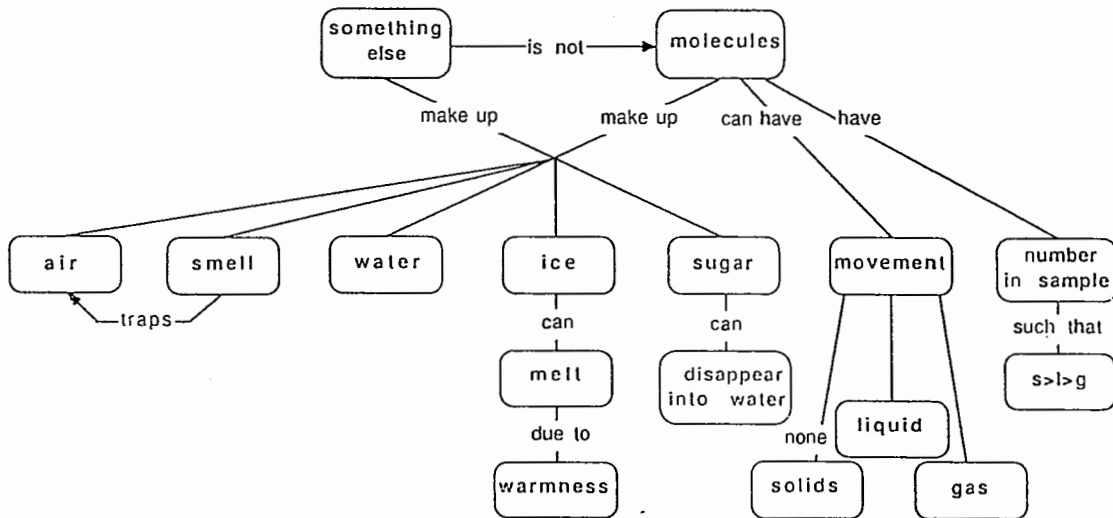 something
else
is not
molecules
make up
make up
can have
have
air
smell
water
ice
sugar
movement
number
in sample
traps
can
can
such that
melt
disappear
into water
s>l>g
due to
none
liquid
warmness
solids
gas